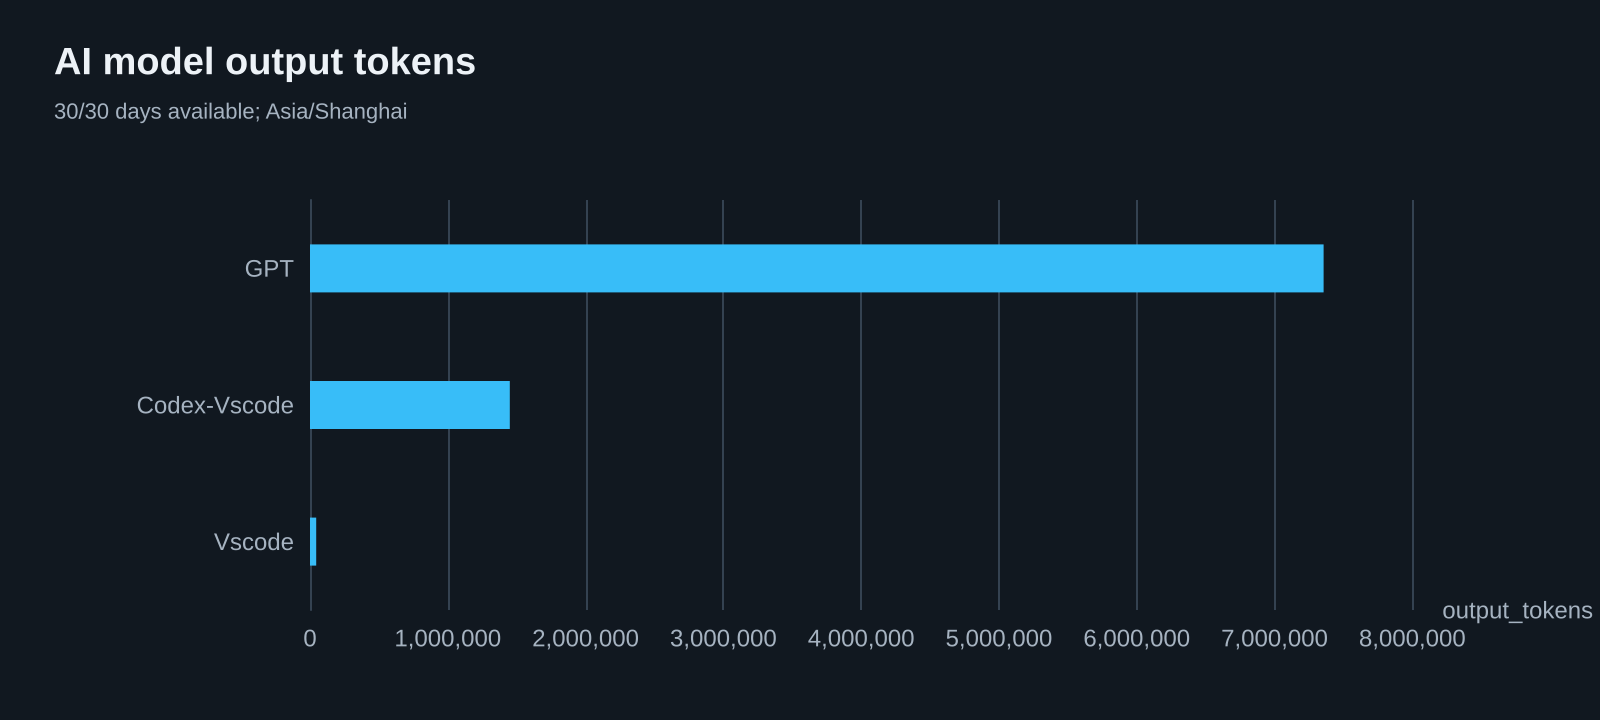 AI model output tokens
30/30 days available; Asia/Shanghai
GPT
Codex-Vscode
Vscode
output_tokens
0 1,000,000 2,000,000 3,000,000 4,000,000 5,000,000 6,000,000 7,000,000 8,000,000